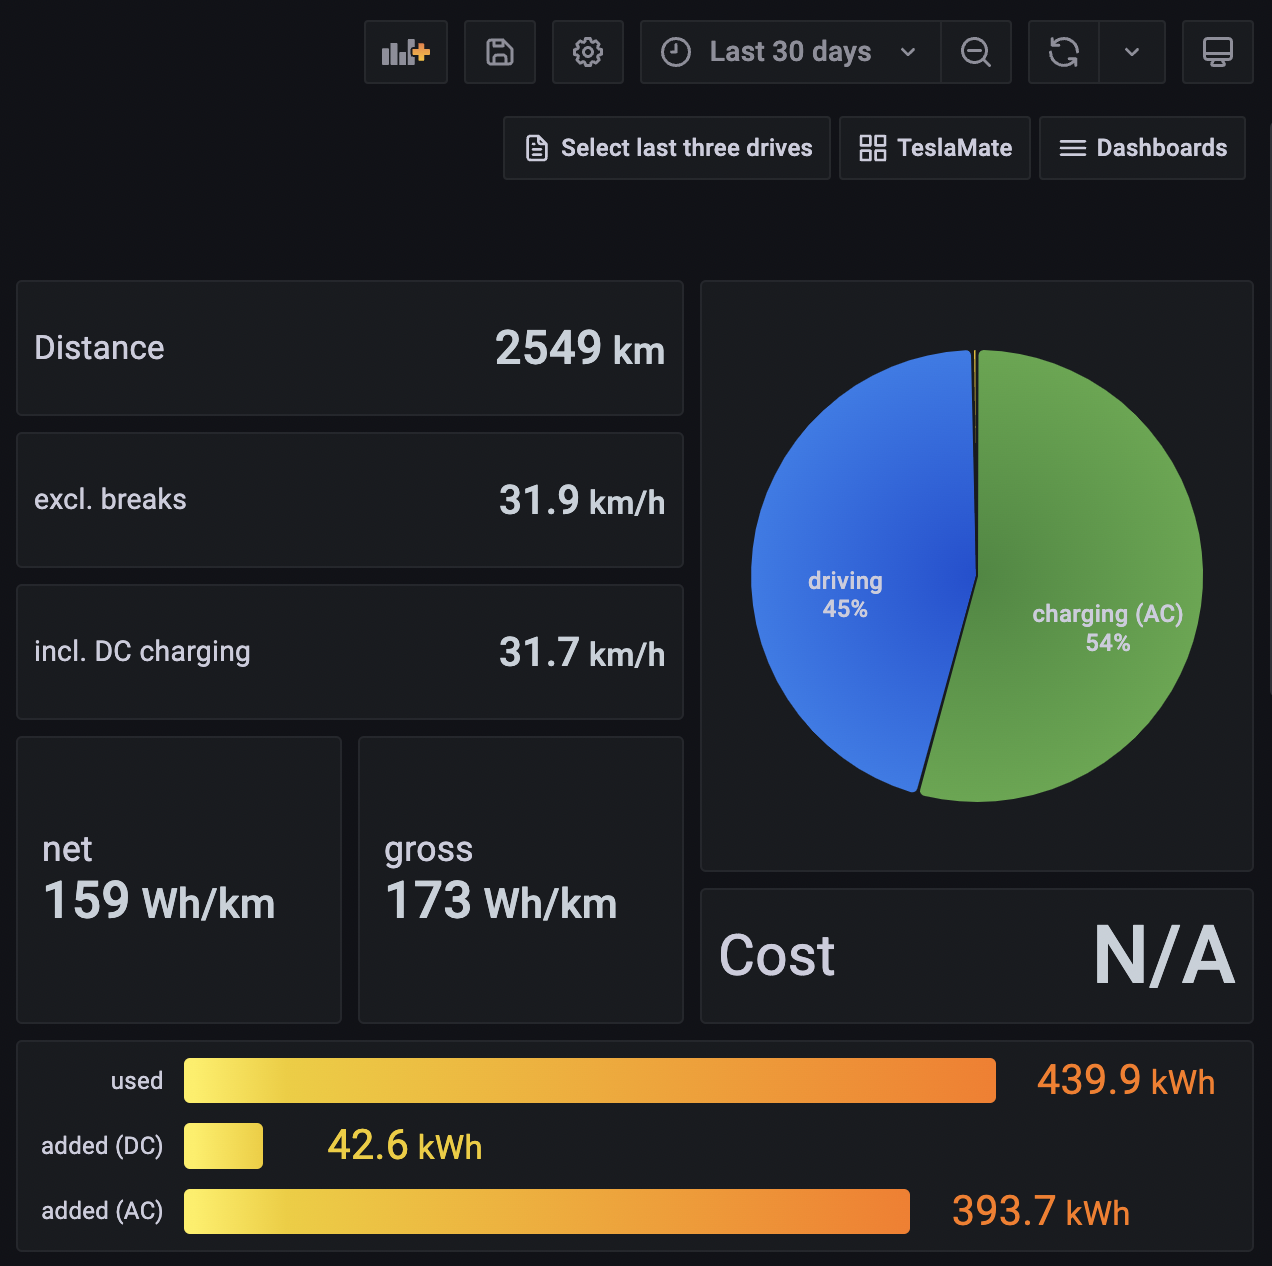 Last 30 days
Select last three drives
TeslaMate
Dashboards
Distance
2549 km
excl. breaks
31.9 km/h
incl. DC charging
31.7 km/h
driving
45%
charging (AC)
54%
net
159 Wh/km
gross
173 Wh/km
Cost
N/A
used
439.9 kWh
added (DC)
42.6 kWh
added (AC)
393.7 kWh